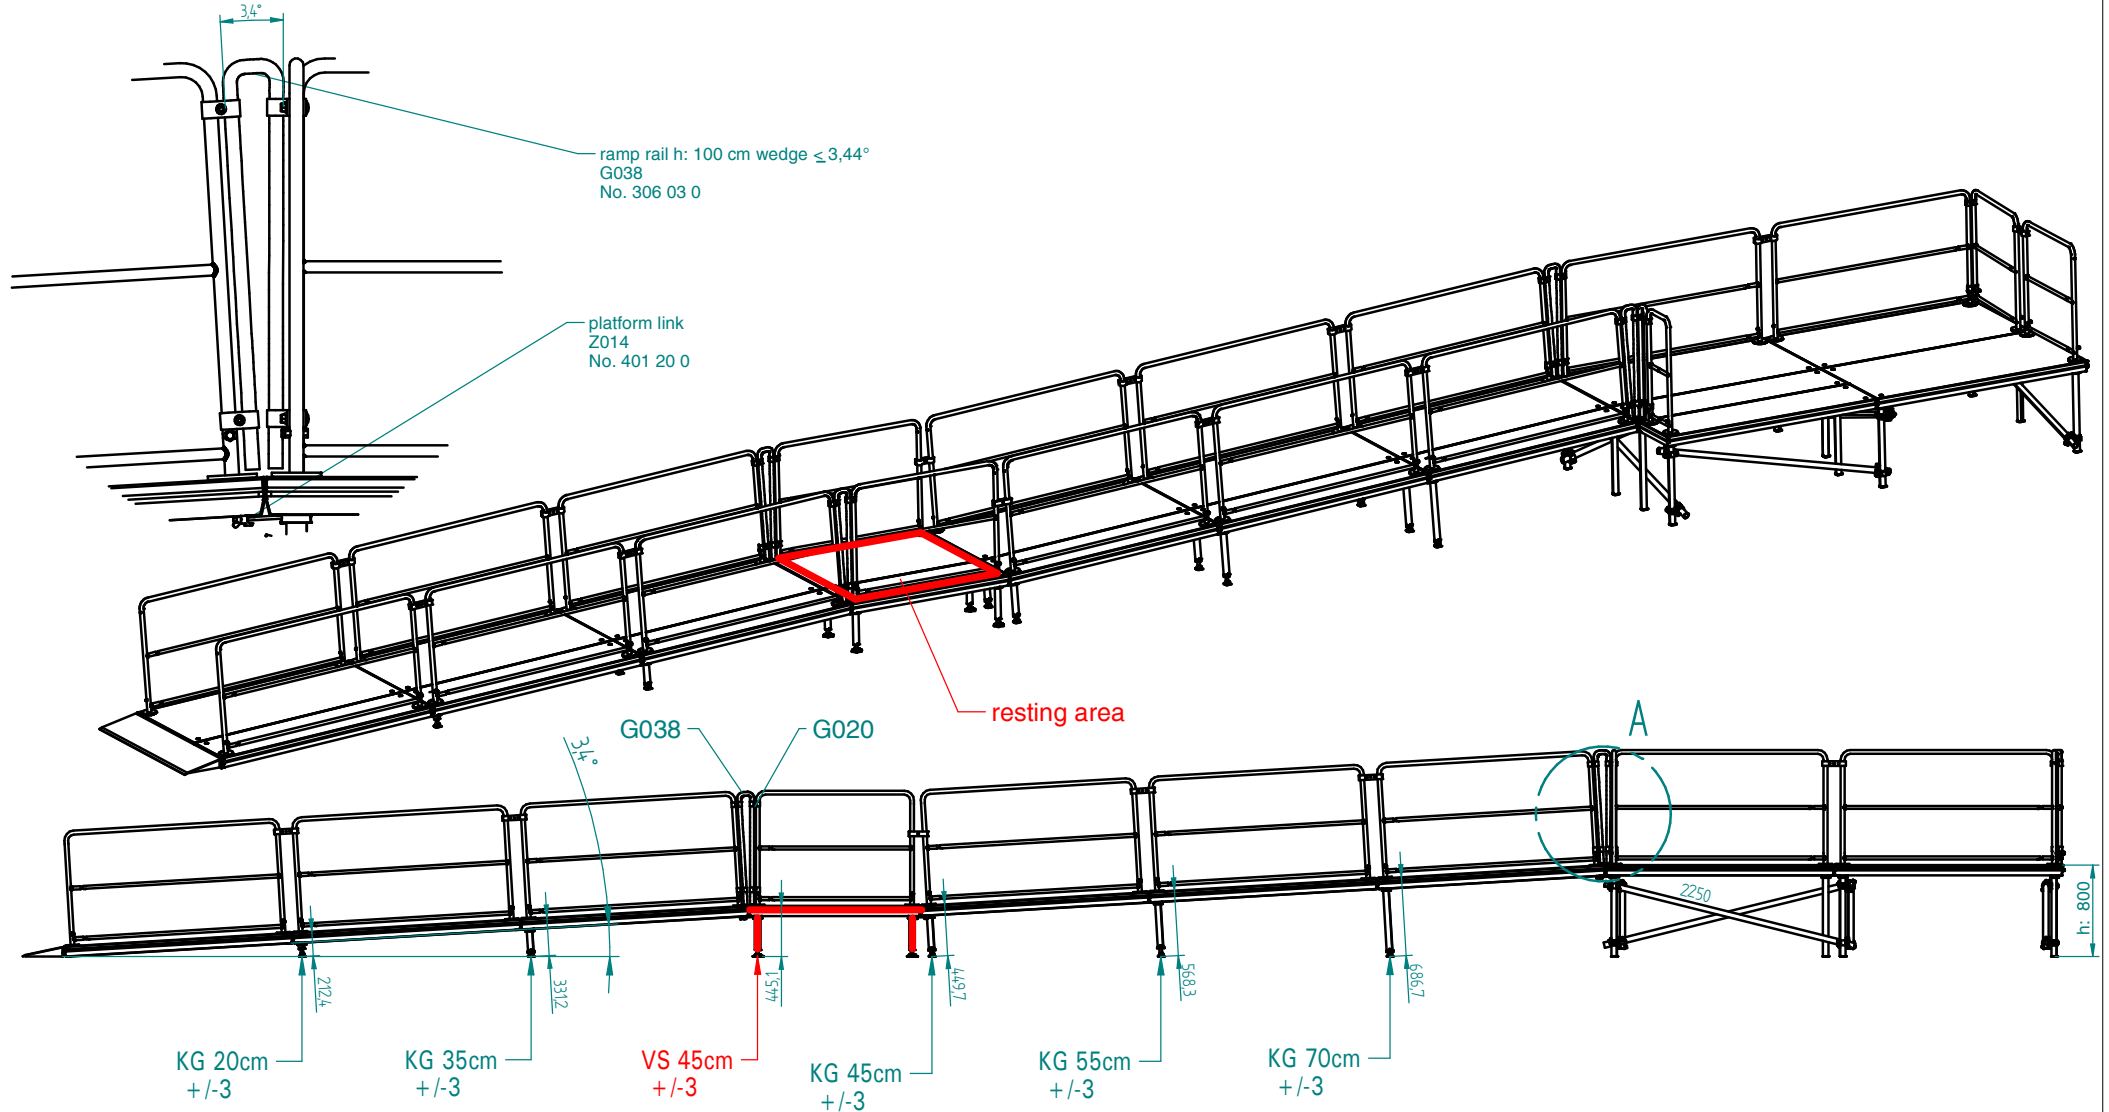 3,4°
ramp rail h: 100 cm wedge ≤ 3,44°
G038
No. 306 03 0
platform link
Z014
No. 401 20 0
resting area
G038
G020
A
3,4°
2250
h: 800
212,4
331,2
445,1
449,7
568,3
686,7
KG 20cm
+/-3
KG 35cm
+/-3
VS 45cm
+/-3
KG 45cm
+/-3
KG 55cm
+/-3
KG 70cm
+/-3